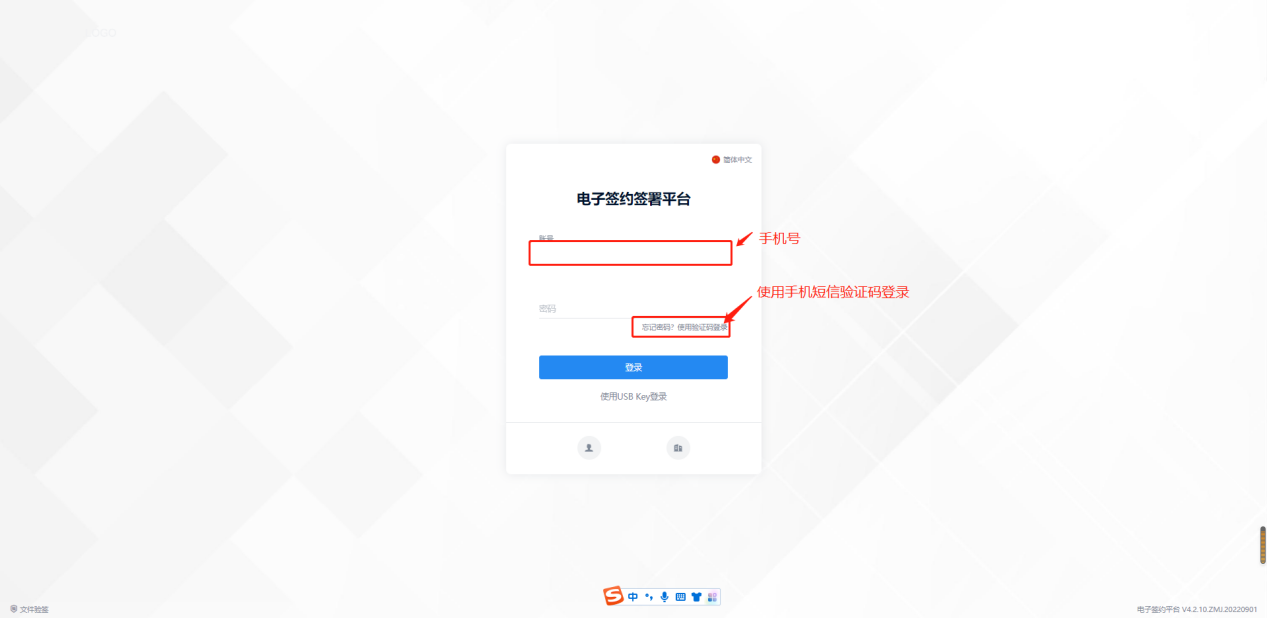 简体中文
电子签约签署平台
账号
手机号
使用手机短信验证码登录
密码
忘记密码？使用验证码登录
登录
使用USB Key登录
中
文件验签
电子签约平台 V4.2.10.ZMJ.20220901